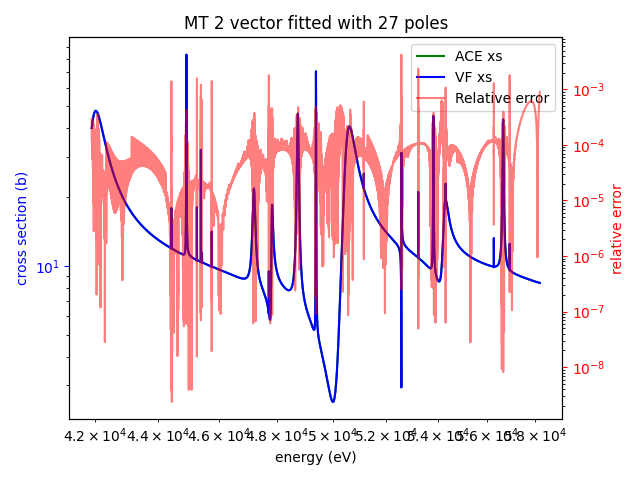 MT 2 vector fitted with 27 poles
ACE xs
VF xs
Relative error
cross section (b)
10¹
10⁻³
10⁻⁴
10⁻⁵
10⁻⁶
10⁻⁷
10⁻⁸
relative error
4.2 × 10⁴ 4.4 × 10⁴ 4.6 × 10⁴ 4.8 × 10⁴ 5 × 10⁴ 5.2 × 10⁴ 5.4 × 10⁴ 5.6 × 10⁴ 5.8 × 10⁴
energy (eV)